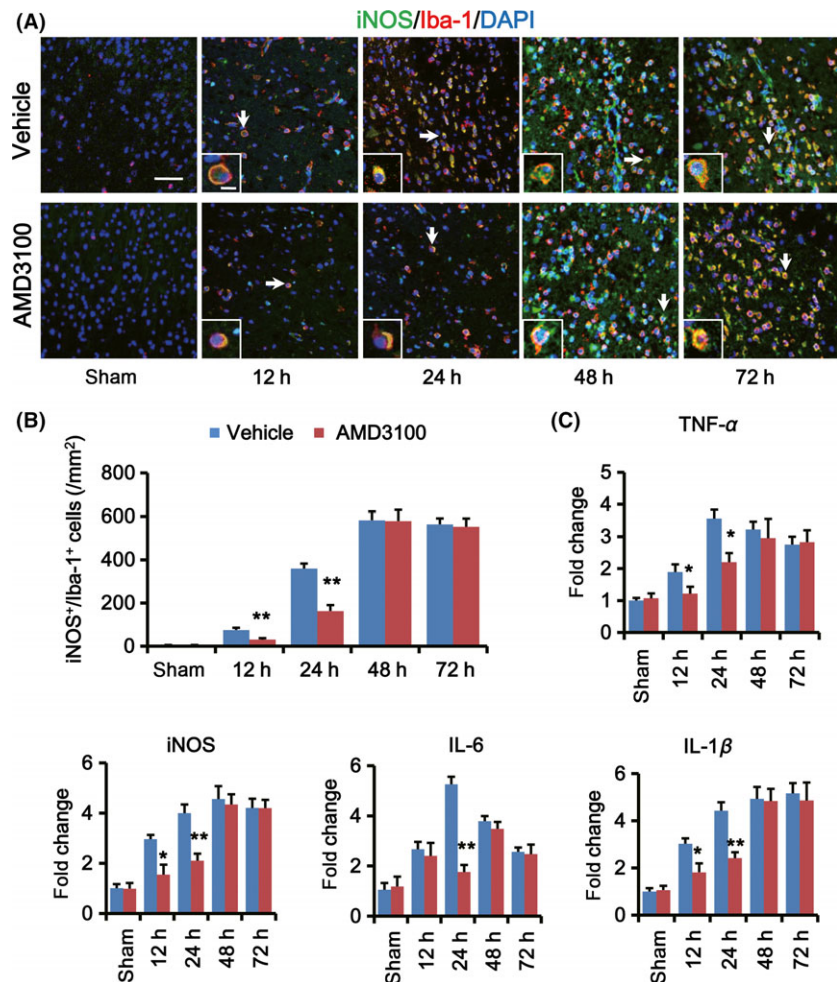 (A)
iNOS/Iba-1/DAPI
Vehicle
AMD3100
Sham 12 h 24 h 48 h 72 h
(B)
Vehicle AMD3100
iNOS⁺/Iba-1⁺ cells (/mm²)
800
600
400
200
0
** **
Sham 12 h 24 h 48 h 72 h
(C)
TNF-α
Fold change
5
4
3
2
1
0
* *
Sham 12 h 24 h 48 h 72 h
iNOS
Fold change
6
4
2
0
* **
Sham 12 h 24 h 48 h 72 h
IL-6
Fold change
6
4
2
0
**
Sham 12 h 24 h 48 h 72 h
IL-1β
Fold change
6
4
2
0
* **
Sham 12 h 24 h 48 h 72 h